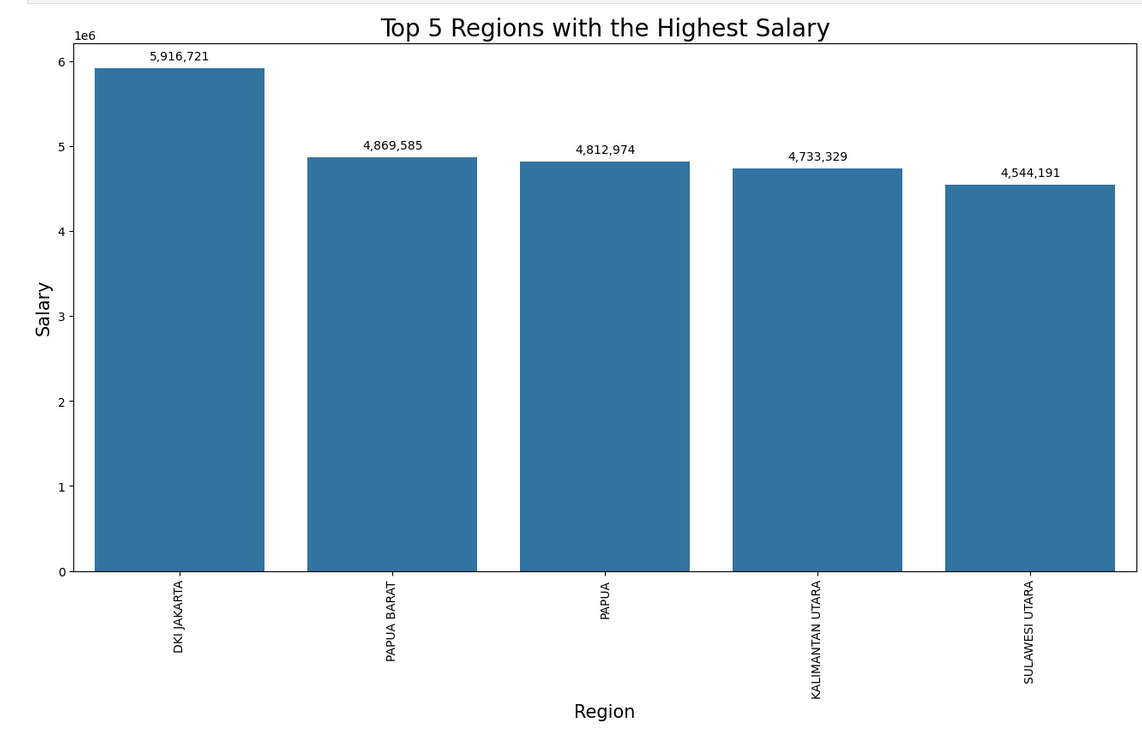 Top 5 Regions with the Highest Salary
1e6
5,916,721
4,869,585
4,812,974
4,733,329
4,544,191
6
5
4
3
2
1
0
Salary
DKI JAKARTA
PAPUA BARAT
PAPUA
KALIMANTAN UTARA
SULAWESI UTARA
Region